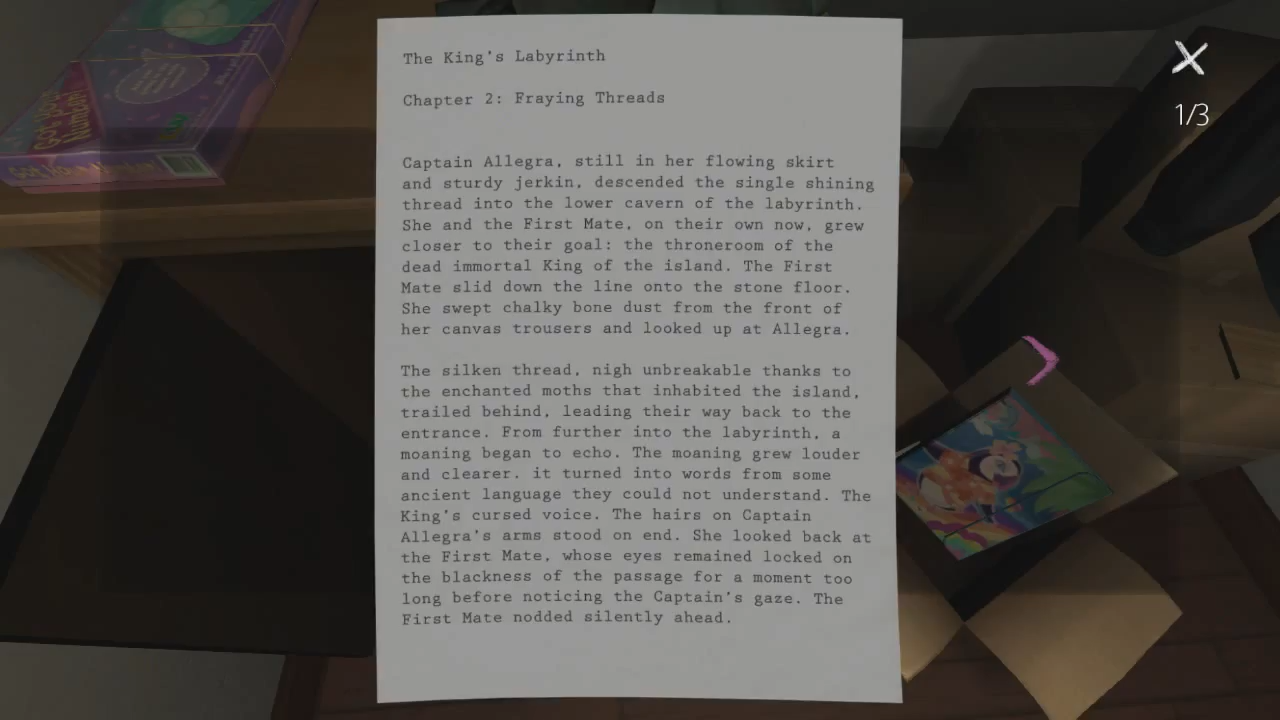 The King's Labyrinth
1/3
Chapter 2: Fraying Threads
Captain Allegra, still in her flowing skirt
and sturdy jerkin, descended the single shining
thread into the lower cavern of the labyrinth.
She and the First Mate, on their own now, grew
closer to their goal: the throneroom of the
dead immortal King of the island. The First
Mate slid down the line onto the stone floor.
She swept chalky bone dust from the front of
her canvas trousers and looked up at Allegra.
The silken thread, nigh unbreakable thanks to
the enchanted moths that inhabited the island,
trailed behind, leading their way back to the
entrance. From further into the labyrinth, a
moaning began to echo. The moaning grew louder
and clearer. it turned into words from some
ancient language they could not understand. The
King's cursed voice. The hairs on Captain
Allegra's arms stood on end. She looked back at
the First Mate, whose eyes remained locked on
the blackness of the passage for a moment too
long before noticing the Captain's gaze. The
First Mate nodded silently ahead.
Got Your
Number!